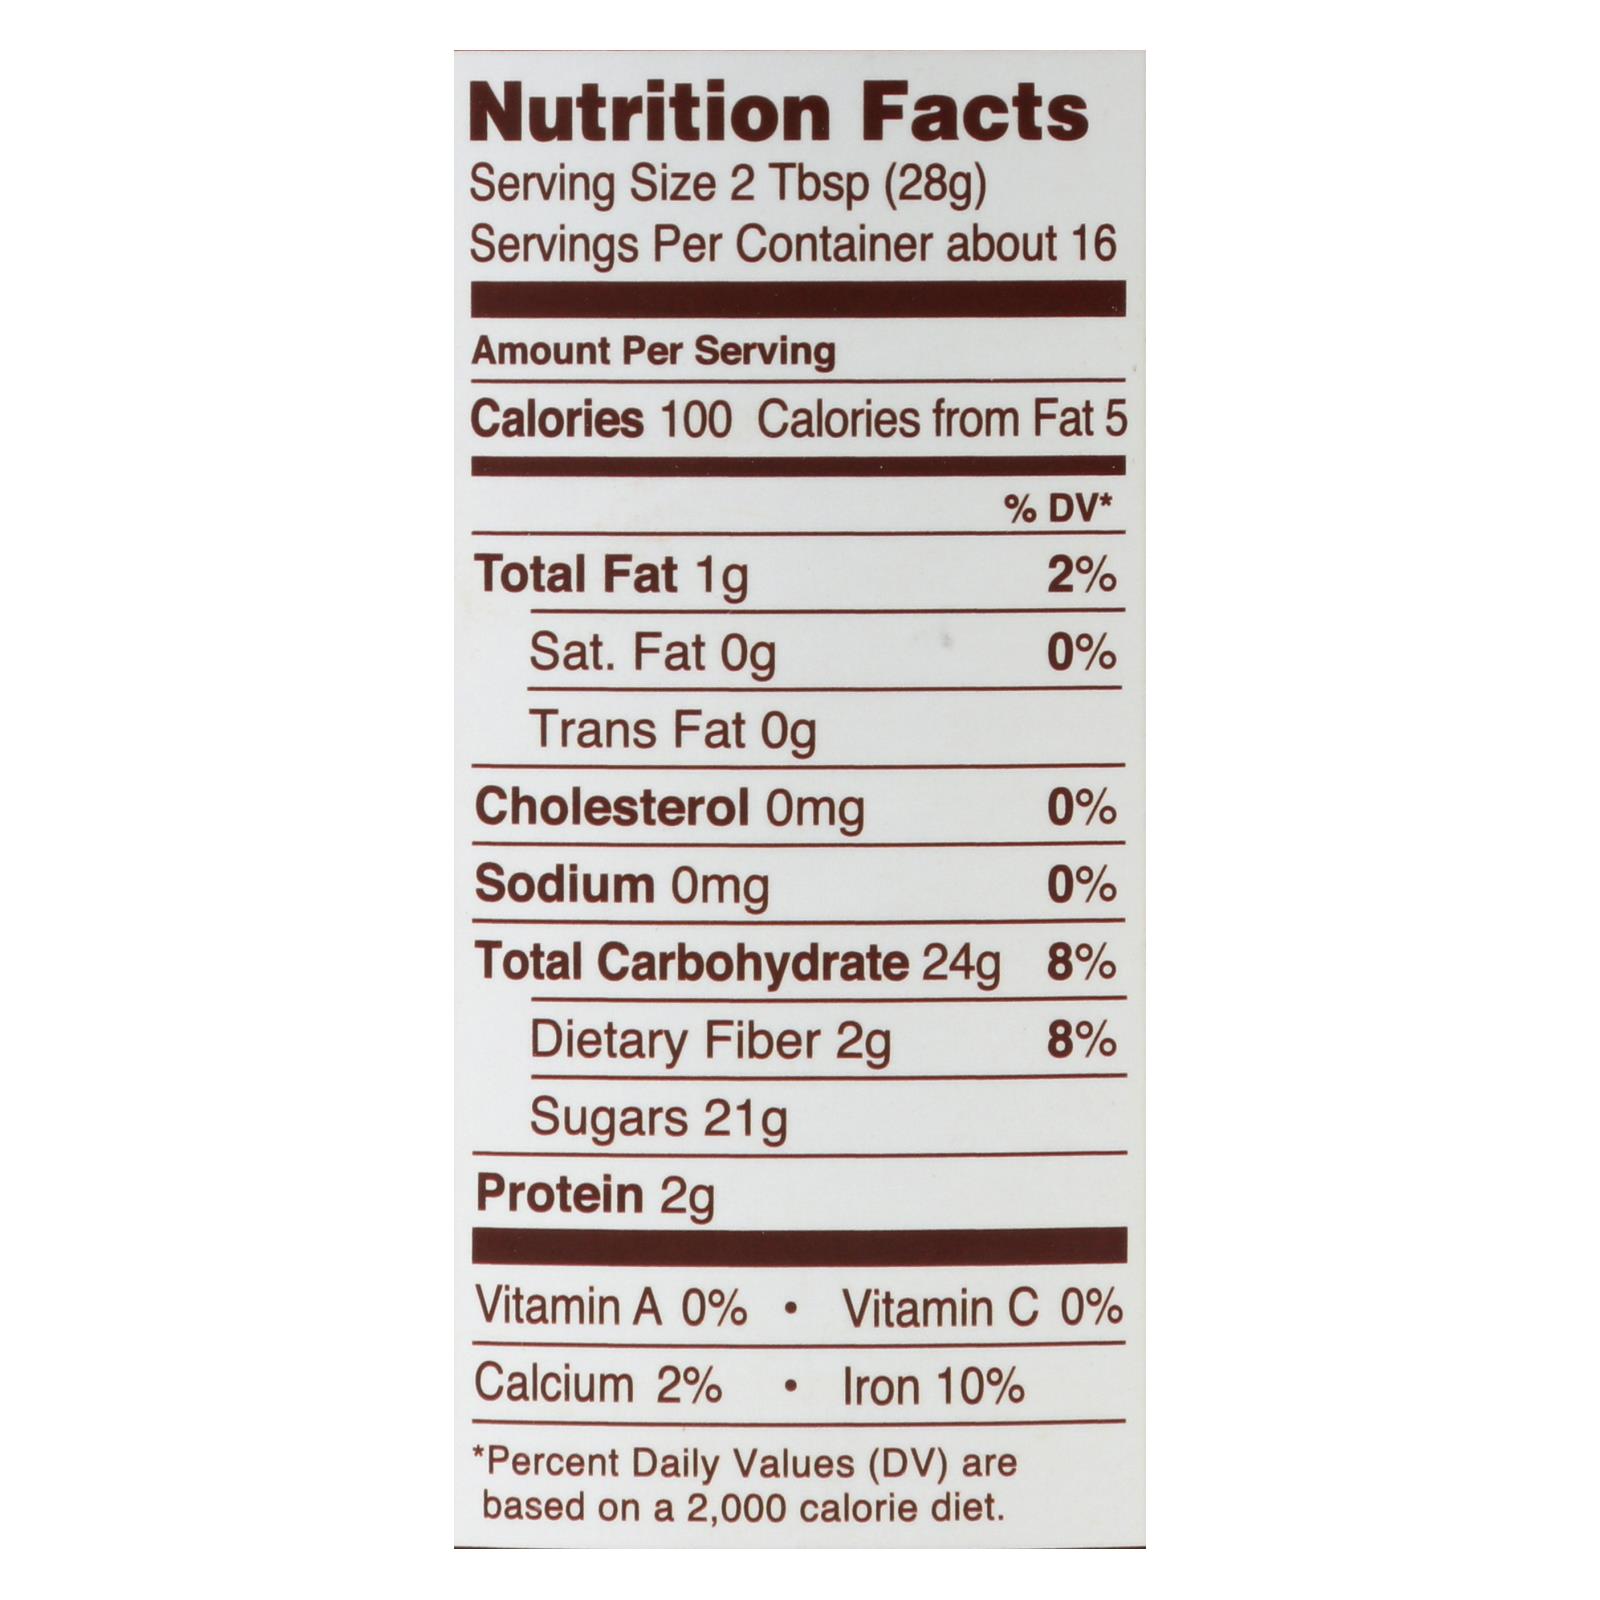 Nutrition Facts
Serving Size 2 Tbsp (28g)
Servings Per Container about 16
Amount Per Serving
Calories 100 Calories from Fat 5
% DV*
Total Fat 1g 2%
Sat. Fat 0g 0%
Trans Fat 0g
Cholesterol 0mg 0%
Sodium 0mg 0%
Total Carbohydrate 24g 8%
Dietary Fiber 2g 8%
Sugars 21g
Protein 2g
Vitamin A 0% • Vitamin C 0%
Calcium 2% • Iron 10%
*Percent Daily Values (DV) are
based on a 2,000 calorie diet.